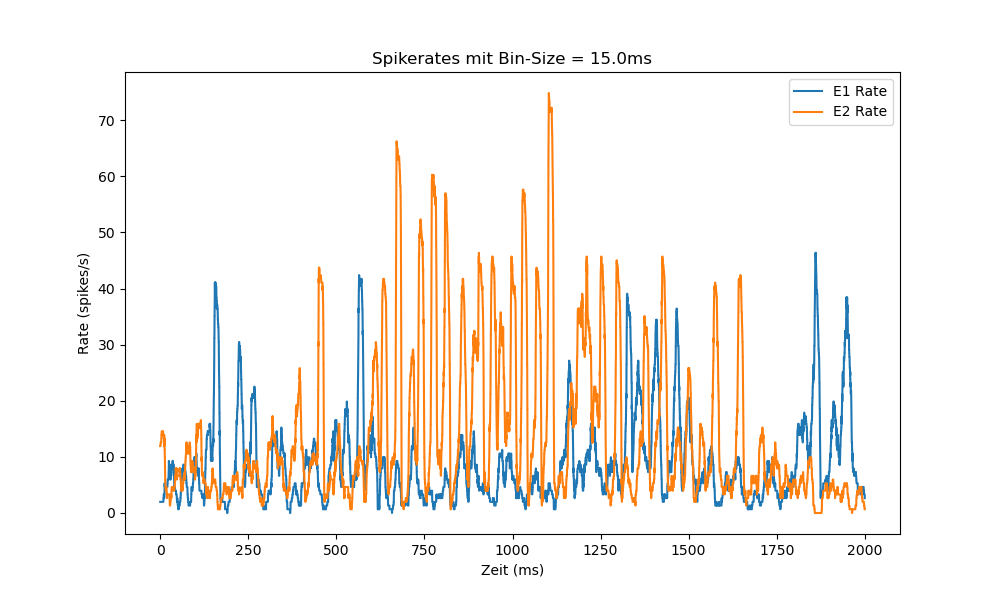 Spikerates mit Bin-Size = 15.0ms
E1 Rate
E2 Rate
Rate (spikes/s)
70
60
50
40
30
20
10
0
0 250 500 750 1000 1250 1500 1750 2000
Zeit (ms)